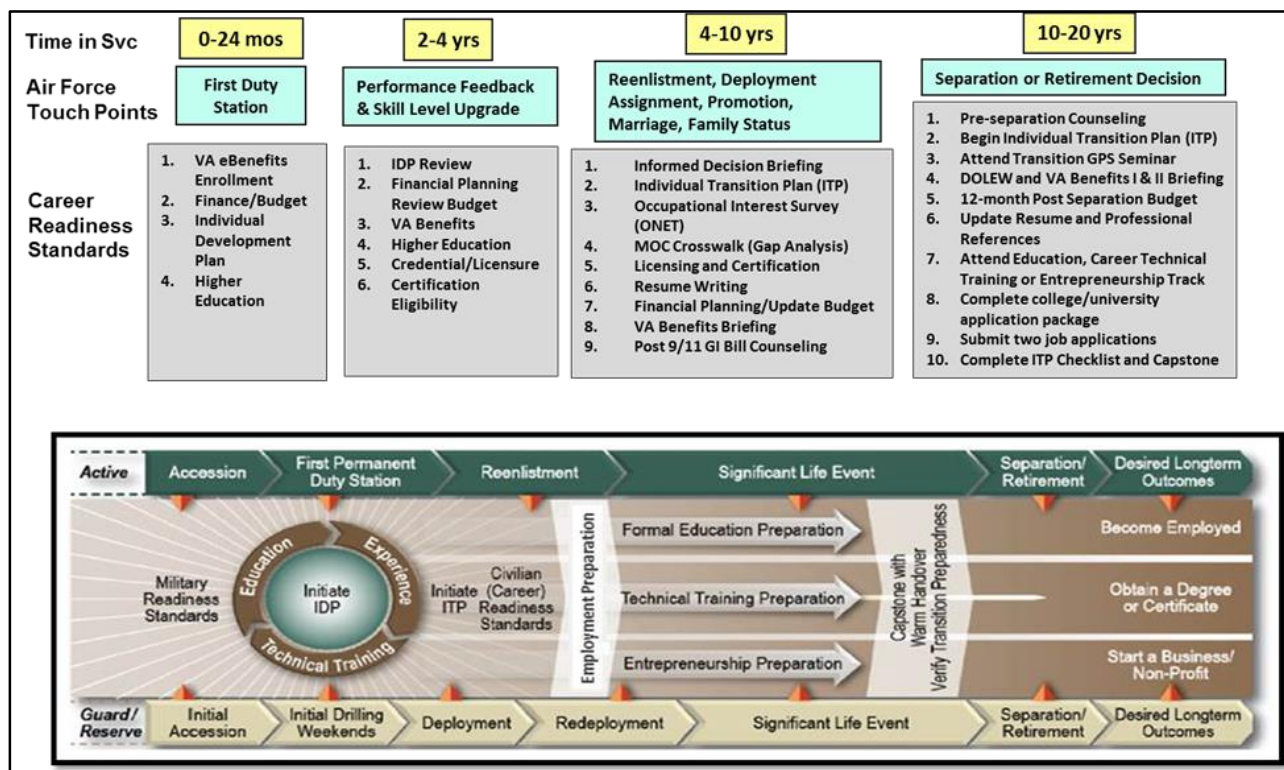 Time in Svc
0-24 mos
2-4 yrs
4-10 yrs
10-20 yrs
Air Force
Touch Points
First Duty
Station
Performance Feedback
& Skill Level Upgrade
Reenlistment, Deployment
Assignment, Promotion,
Marriage, Family Status
Separation or Retirement Decision
Career
Readiness
Standards
1. VA eBenefits
Enrollment
2. Finance/Budget
3. Individual
Development
Plan
4. Higher
Education
1. IDP Review
2. Financial Planning
Review Budget
3. VA Benefits
4. Higher Education
5. Credential/Licensure
6. Certification
Eligibility
1. Informed Decision Briefing
2. Individual Transition Plan (ITP)
3. Occupational Interest Survey
(ONET)
4. MOC Crosswalk (Gap Analysis)
5. Licensing and Certification
6. Resume Writing
7. Financial Planning/Update Budget
8. VA Benefits Briefing
9. Post 9/11 GI Bill Counseling
1. Pre-separation Counseling
2. Begin Individual Transition Plan (ITP)
3. Attend Transition GPS Seminar
4. DOLEW and VA Benefits I & II Briefing
5. 12-month Post Separation Budget
6. Update Resume and Professional
References
7. Attend Education, Career Technical
Training or Entrepreneurship Track
8. Complete college/university
application package
9. Submit two job applications
10. Complete ITP Checklist and Capstone
Active
Accession
First Permanent
Duty Station
Reenlistment
Significant Life Event
Separation/
Retirement
Desired Longterm
Outcomes
Military
Readiness
Standards
Education
Experience
Technical Training
Initiate
IDP
Initiate
ITP
Civilian
(Career)
Readiness
Standards
Employment Preparation
Formal Education Preparation
Technical Training Preparation
Entrepreneurship Preparation
Capstone with
Warm Handover
Verify Transition Preparedness
Become Employed
Obtain a Degree
or Certificate
Start a Business/
Non-Profit
Guard/
Reserve
Initial
Accession
Initial Drilling
Weekends
Deployment
Redeployment
Significant Life Event
Separation/
Retirement
Desired Longterm
Outcomes